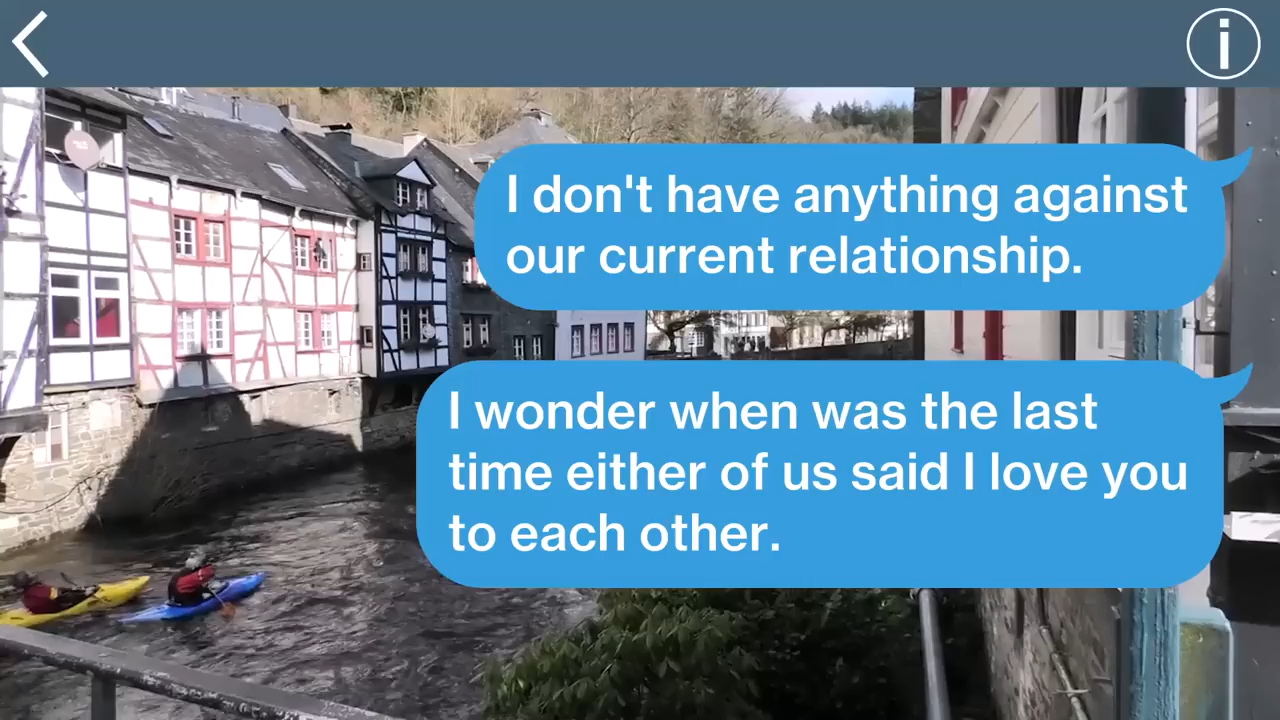 I don't have anything against
our current relationship.
I wonder when was the last
time either of us said I love you
to each other.